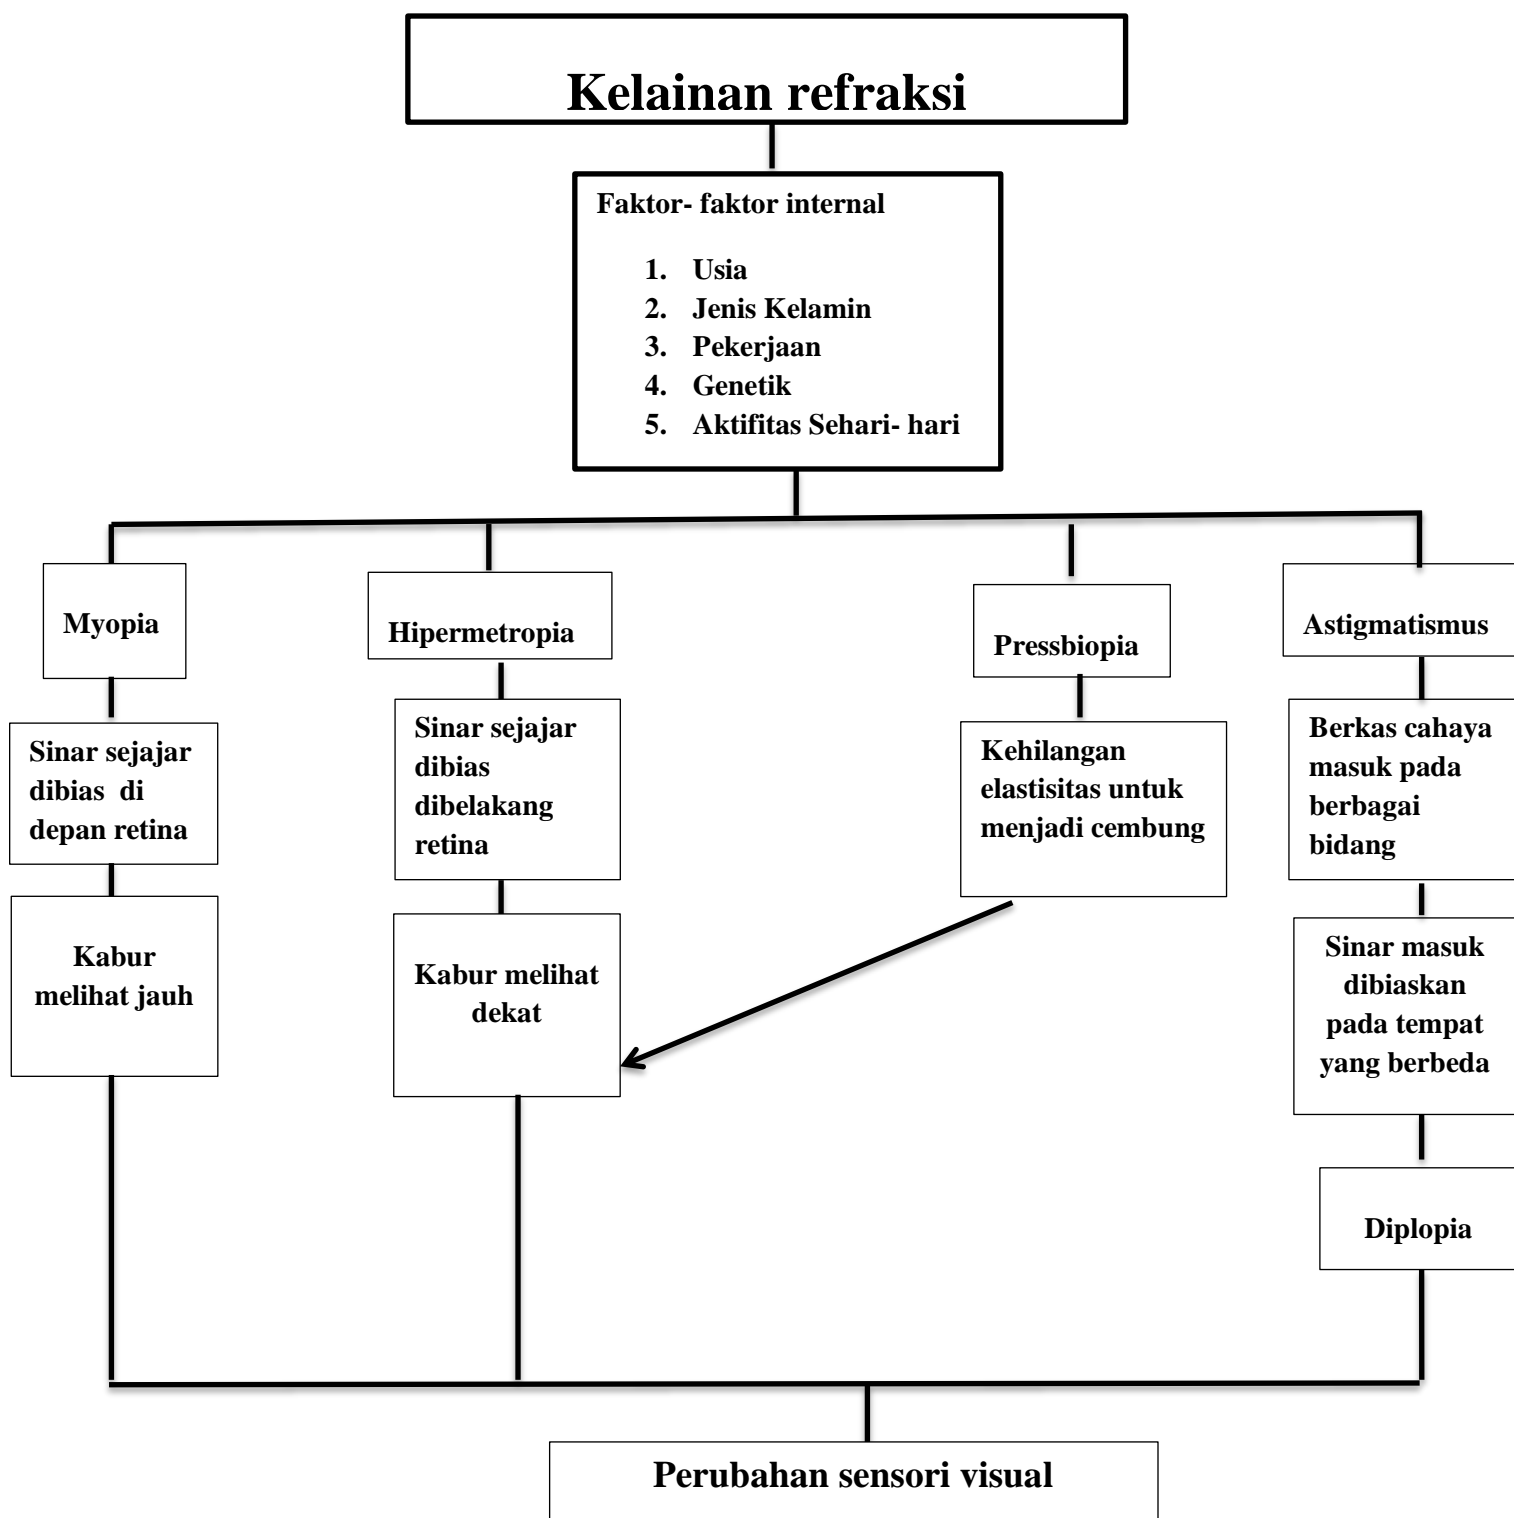 Kelainan refraksi
Faktor- faktor internal
1. Usia
2. Jenis Kelamin
3. Pekerjaan
4. Genetik
5. Aktifitas Sehari- hari
Myopia
Hipermetropia
Pressbiopia
Astigmatismus
Sinar sejajar
dibias di
depan retina
Sinar sejajar
dibias
dibelakang
retina
Kehilangan
elastisitas untuk
menjadi cembung
Berkas cahaya
masuk pada
berbagai
bidang
Kabur
melihat jauh
Kabur melihat
dekat
Sinar masuk
dibiaskan
pada tempat
yang berbeda
Diplopia
Perubahan sensori visual